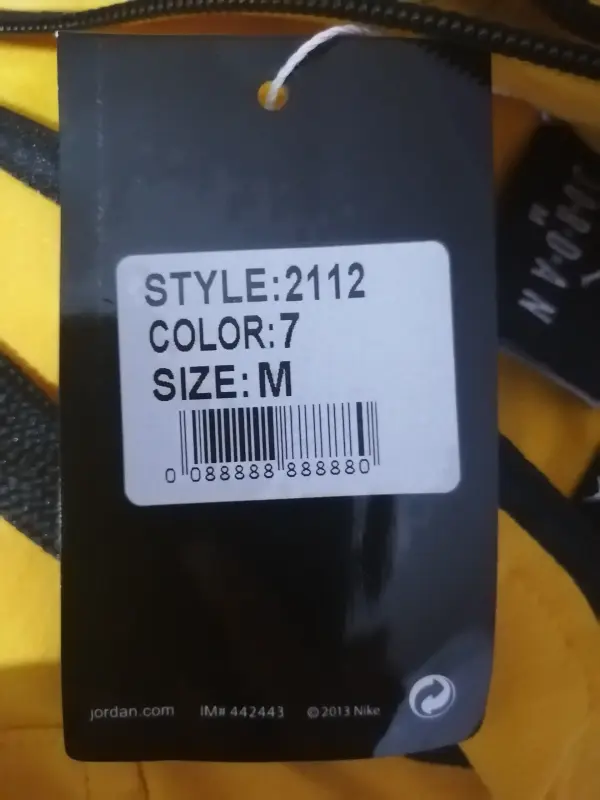 STYLE:2112
COLOR:7
SIZE:M
0 088888 888880
jordan.com IM# 442443 ©2013 Nike
J·O·R·D·A·N
M